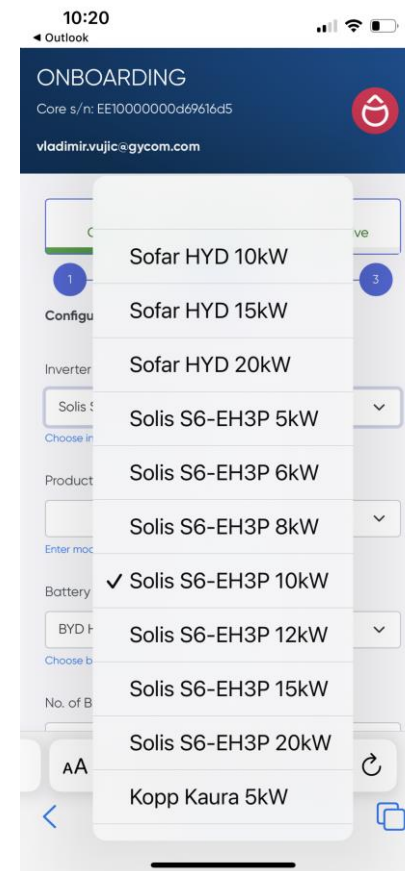 10:20
◄ Outlook
ONBOARDING
Core s/n: EE10000000d69616d5
vladimir.vujic@gycom.com
1
3
Configu
Inverter
Solis S
Choose in
Product
Enter mod
Battery
BYD H
Choose b
No. of B
Sofar HYD 10kW
Sofar HYD 15kW
Sofar HYD 20kW
Solis S6-EH3P 5kW
Solis S6-EH3P 6kW
Solis S6-EH3P 8kW
✓ Solis S6-EH3P 10kW
Solis S6-EH3P 12kW
Solis S6-EH3P 15kW
Solis S6-EH3P 20kW
Kopp Kaura 5kW
AA